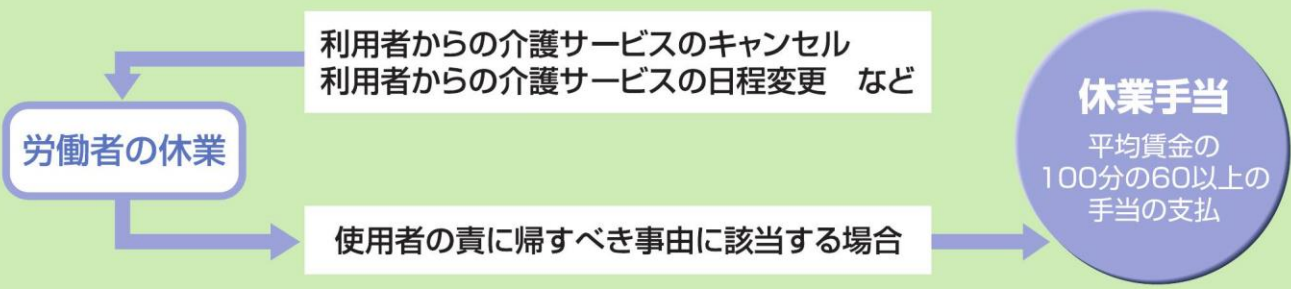 利用者からの介護サービスのキャンセル
利用者からの介護サービスの日程変更　など
労働者の休業
使用者の責に帰すべき事由に該当する場合
休業手当
平均賃金の
100分の60以上の
手当の支払